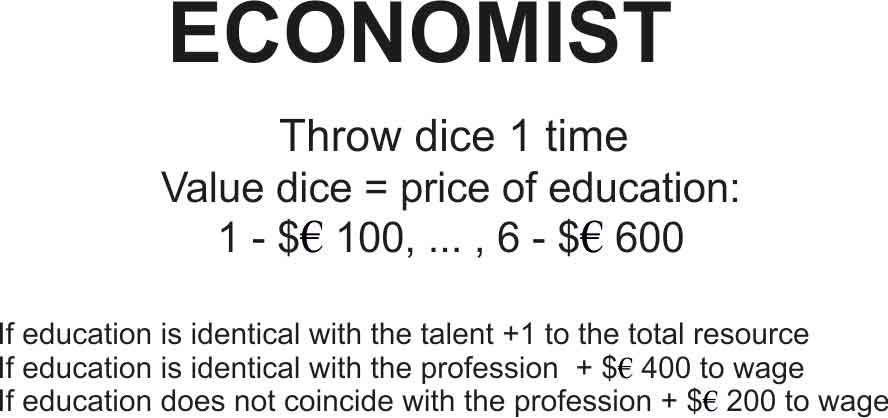 ECONOMIST
Throw dice 1 time
Value dice = price of education:
1 - $€ 100, ... , 6 - $€ 600
If education is identical with the talent +1 to the total resource
If education is identical with the profession + $€ 400 to wage
If education does not coincide with the profession + $€ 200 to wage